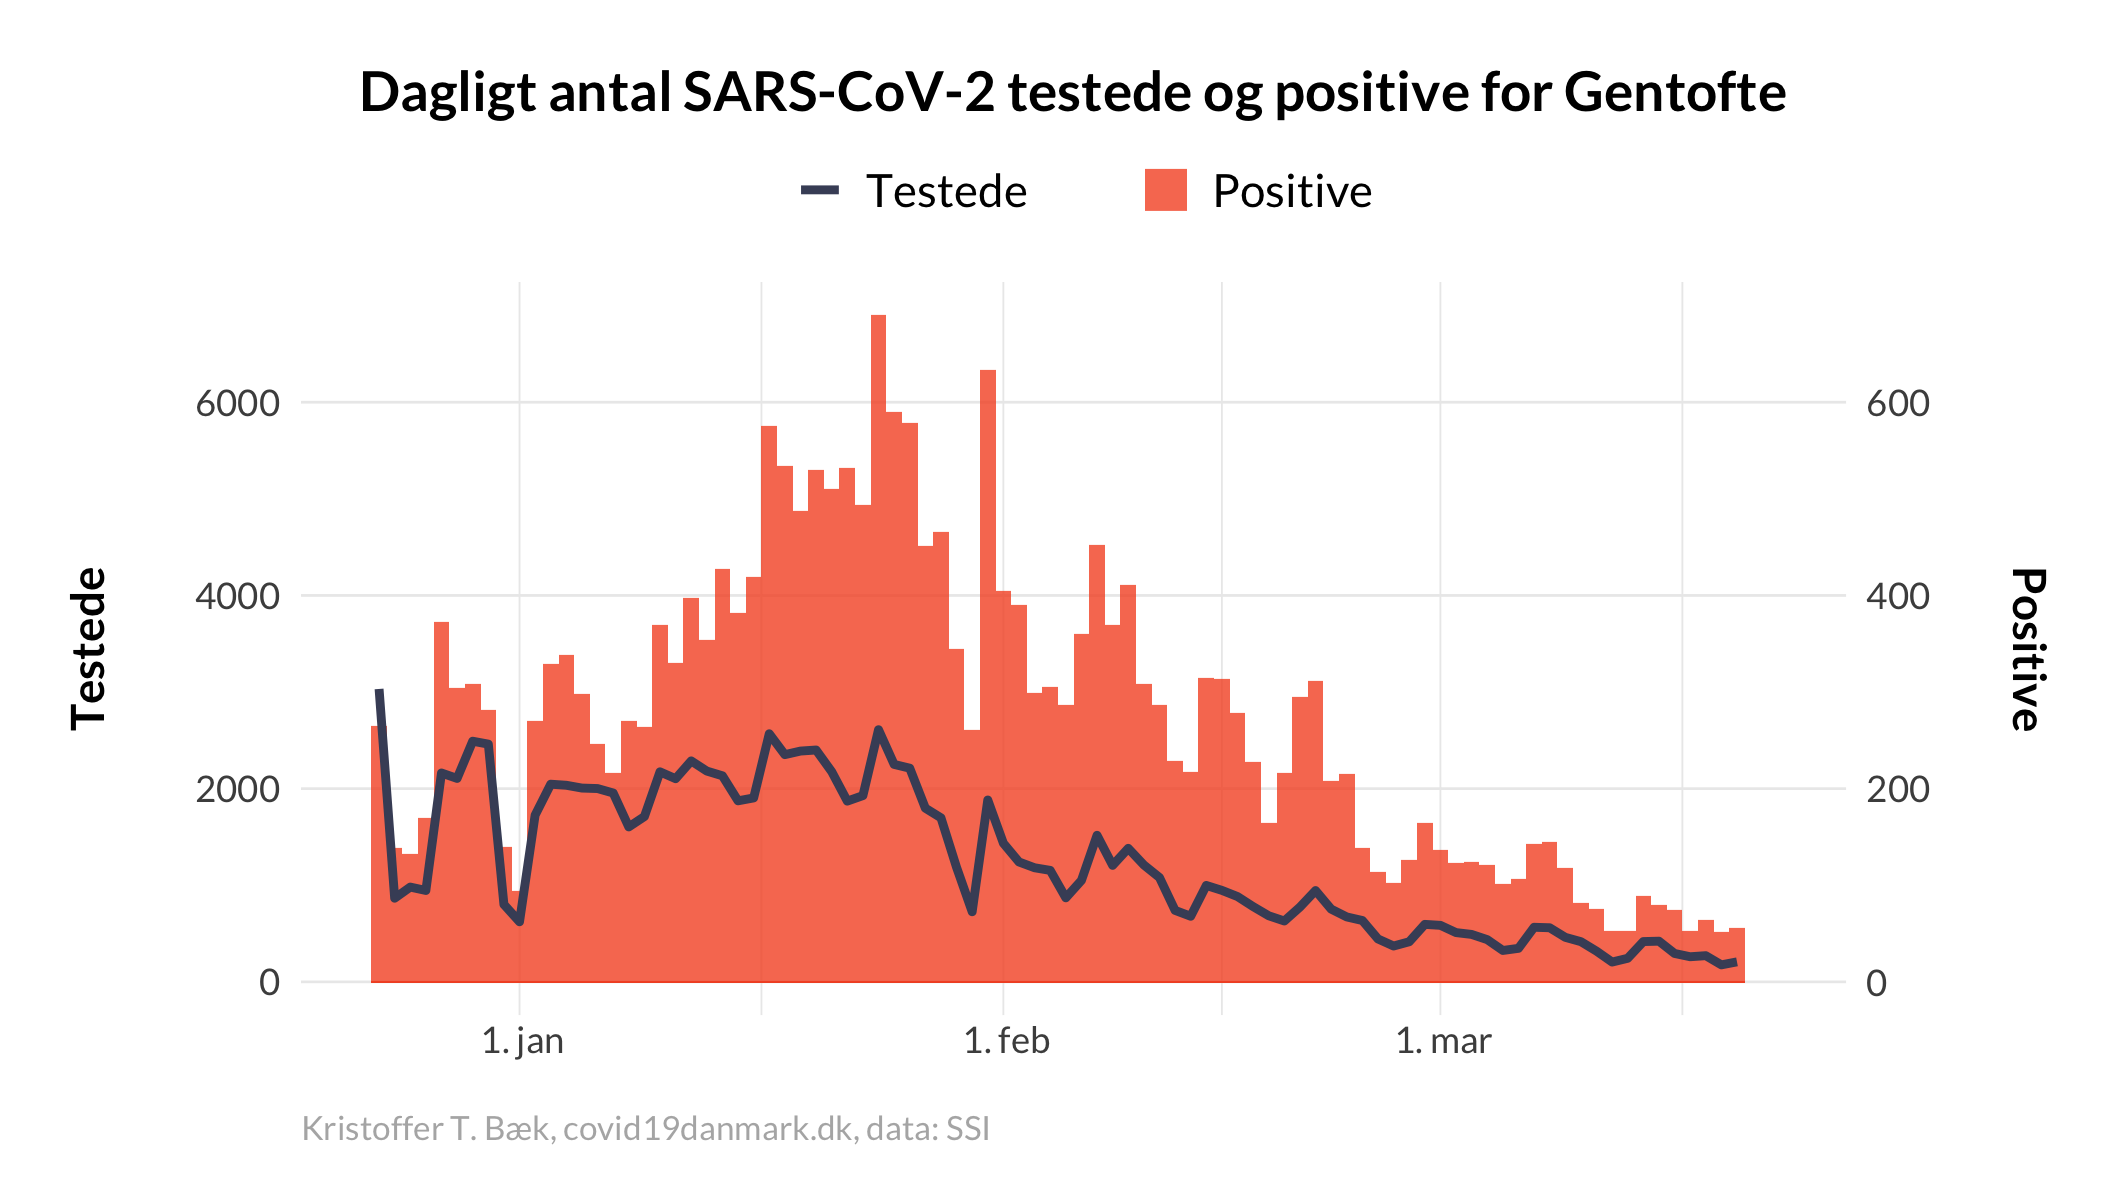 Dagligt antal SARS-CoV-2 testede og positive for Gentofte
Testede
Positive
6000
4000
2000
0
600
400
200
0
Testede
Positive
1. jan
1. feb
1. mar
Kristoffer T. Bæk, covid19danmark.dk, data: SSI